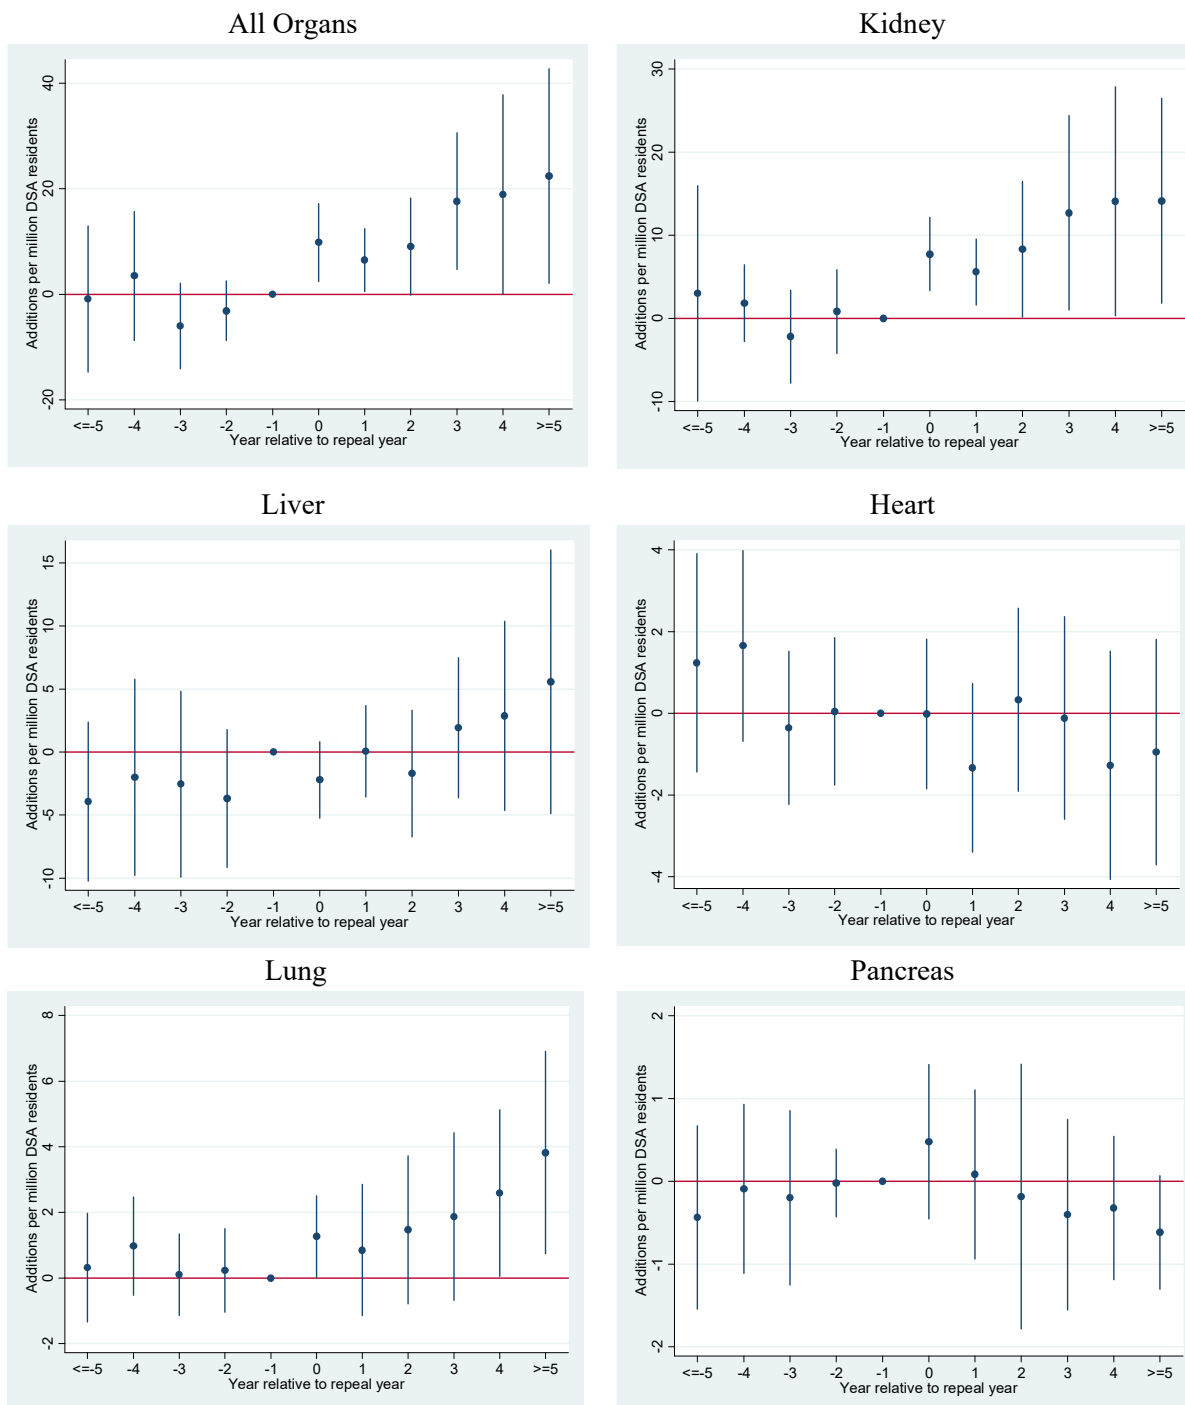 All Organs
Additions per million DSA residents
40
20
0
-20
<=-5 -4 -3 -2 -1 0 1 2 3 4 >=5
Year relative to repeal year
Kidney
Additions per million DSA residents
30
20
10
0
-10
<=-5 -4 -3 -2 -1 0 1 2 3 4 >=5
Year relative to repeal year
Liver
Additions per million DSA residents
15
10
5
0
-5
-10
<=-5 -4 -3 -2 -1 0 1 2 3 4 >=5
Year relative to repeal year
Heart
Additions per million DSA residents
4
2
0
-2
-4
<=-5 -4 -3 -2 -1 0 1 2 3 4 >=5
Year relative to repeal year
Lung
Additions per million DSA residents
8
6
4
2
0
-2
<=-5 -4 -3 -2 -1 0 1 2 3 4 >=5
Year relative to repeal year
Pancreas
Additions per million DSA residents
2
1
0
-1
-2
<=-5 -4 -3 -2 -1 0 1 2 3 4 >=5
Year relative to repeal year